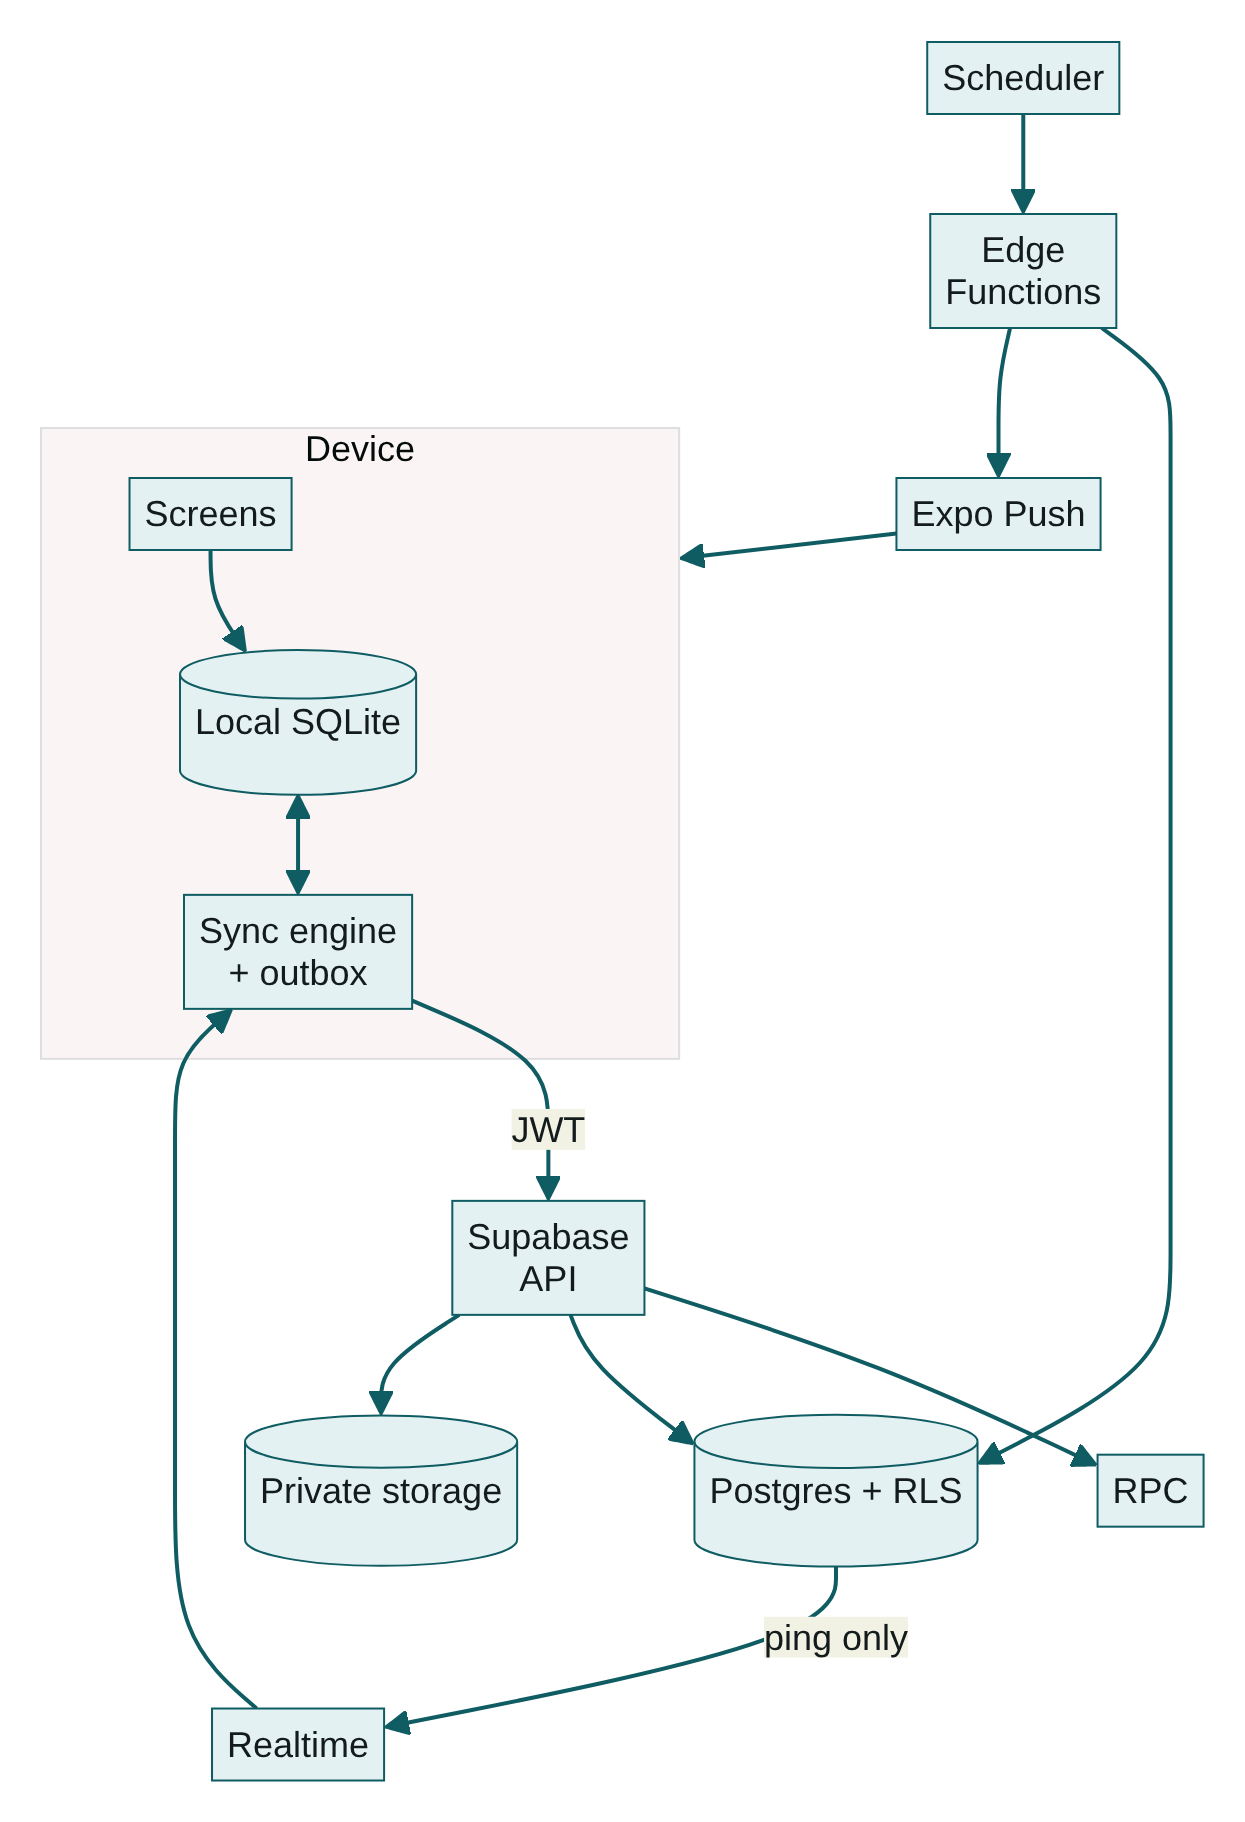 Scheduler
Edge
Functions
Device
Screens
Expo Push
Local SQLite
Sync engine
+ outbox
JWT
Supabase
API
Private storage
Postgres + RLS
RPC
ping only
Realtime